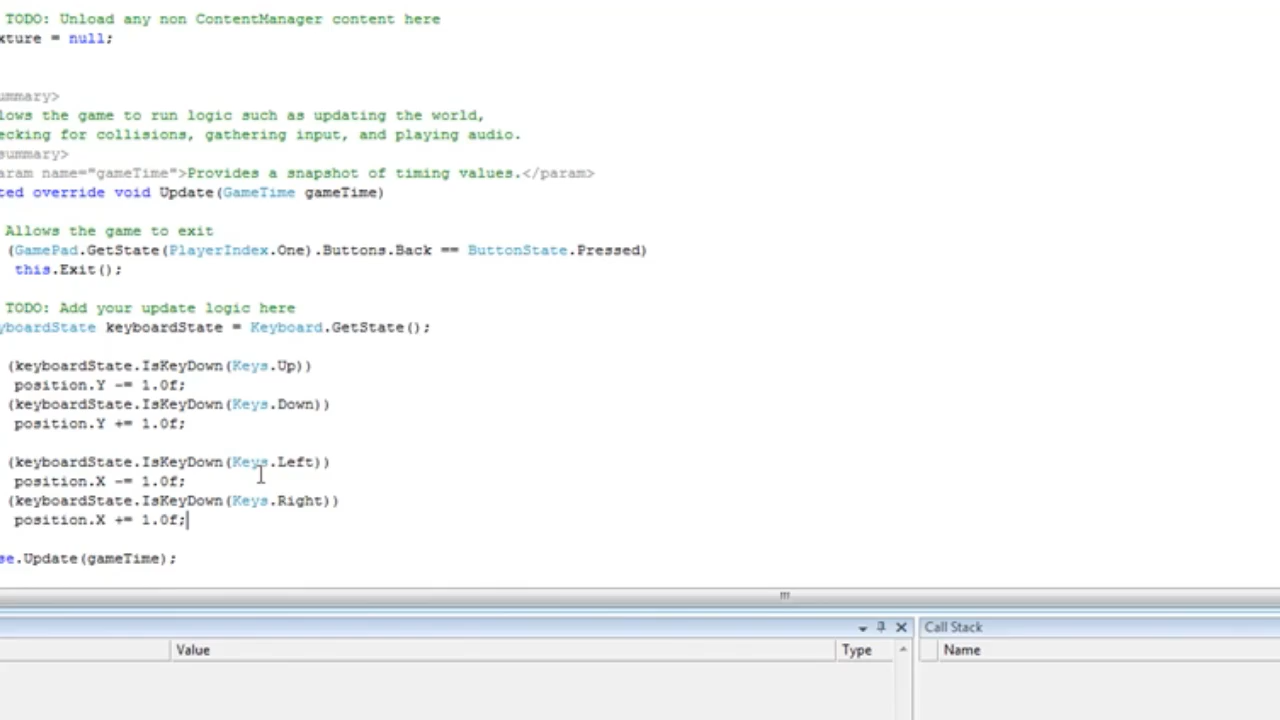 TODO: Unload any non ContentManager content here
xture = null;
ummary>
lows the game to run logic such as updating the world,
ecking for collisions, gathering input, and playing audio.
summary>
aram name="gameTime">Provides a snapshot of timing values.</param>
ted override void Update(GameTime gameTime)
Allows the game to exit
(GamePad.GetState(PlayerIndex.One).Buttons.Back == ButtonState.Pressed)
this.Exit();
TODO: Add your update logic here
yboardState keyboardState = Keyboard.GetState();
(keyboardState.IsKeyDown(Keys.Up))
position.Y -= 1.0f;
(keyboardState.IsKeyDown(Keys.Down))
position.Y += 1.0f;
(keyboardState.IsKeyDown(Keys.Left))
position.X -= 1.0f;
(keyboardState.IsKeyDown(Keys.Right))
position.X += 1.0f;
se.Update(gameTime);
Call Stack
Value Type Name